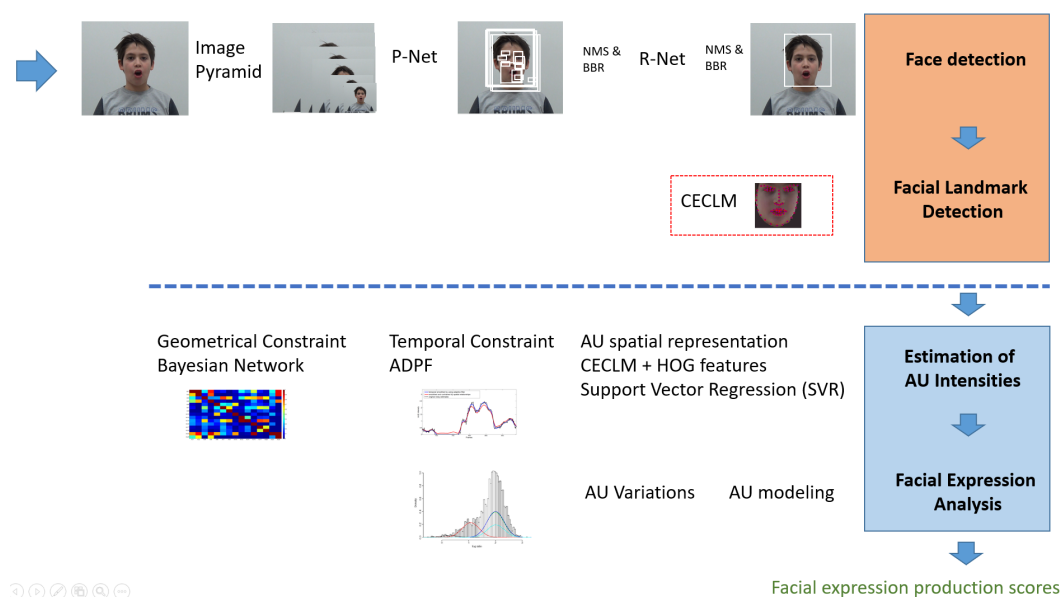 Image
Pyramid
P-Net
NMS &
BBR
R-Net
NMS &
BBR
Face detection
CECLM
Facial Landmark
Detection
Geometrical Constraint
Bayesian Network
Temporal Constraint
ADPF
AU spatial representation
CECLM + HOG features
Support Vector Regression (SVR)
Estimation of
AU Intensities
AU Variations
AU modeling
Facial Expression
Analysis
Facial expression production scores